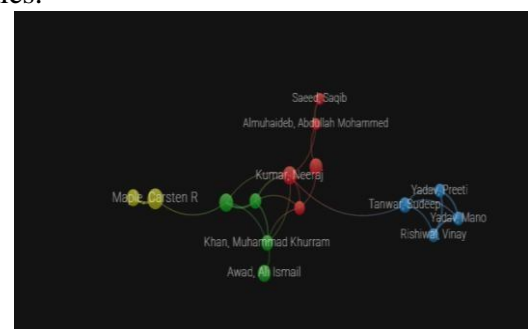 ies.
Saeed, Saqib
Almuhaideb, Abdullah Mohammed
Kumar, Neeraj
Yadav, Preeti
Maple, Carsten R
Tanwar, Sudeep
Yadav, Mano
Rishiwal, Vinay
Khan, Muhammad Khurram
Awad, Ali Ismail